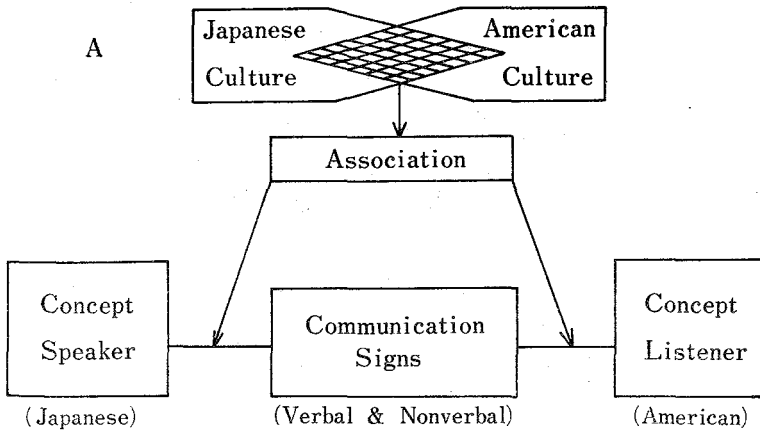 A
Japanese
Culture
American
Culture
Association
Concept
Speaker
(Japanese)
Communication
Signs
(Verbal & Nonverbal)
Concept
Listener
(American)